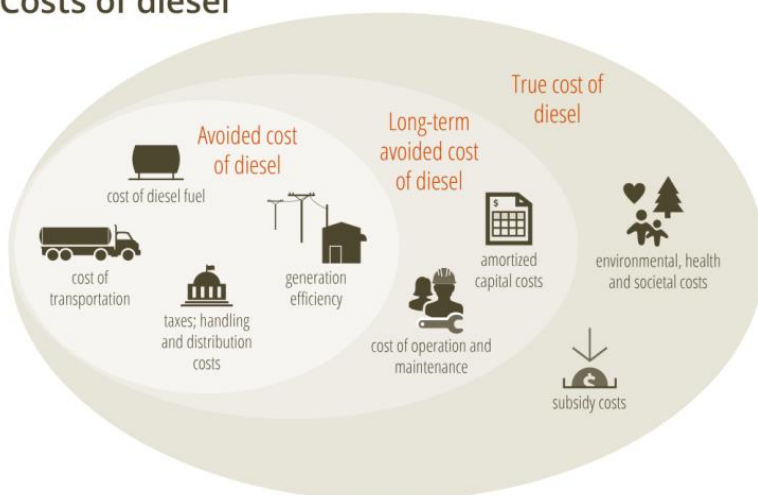 Costs of diesel
True cost of
diesel
Long-term
avoided cost
of diesel
Avoided cost
of diesel
cost of diesel fuel
cost of
transportation
taxes; handling
and distribution
costs
generation
efficiency
$
amortized
capital costs
cost of operation and
maintenance
environmental, health
and societal costs
$
subsidy costs